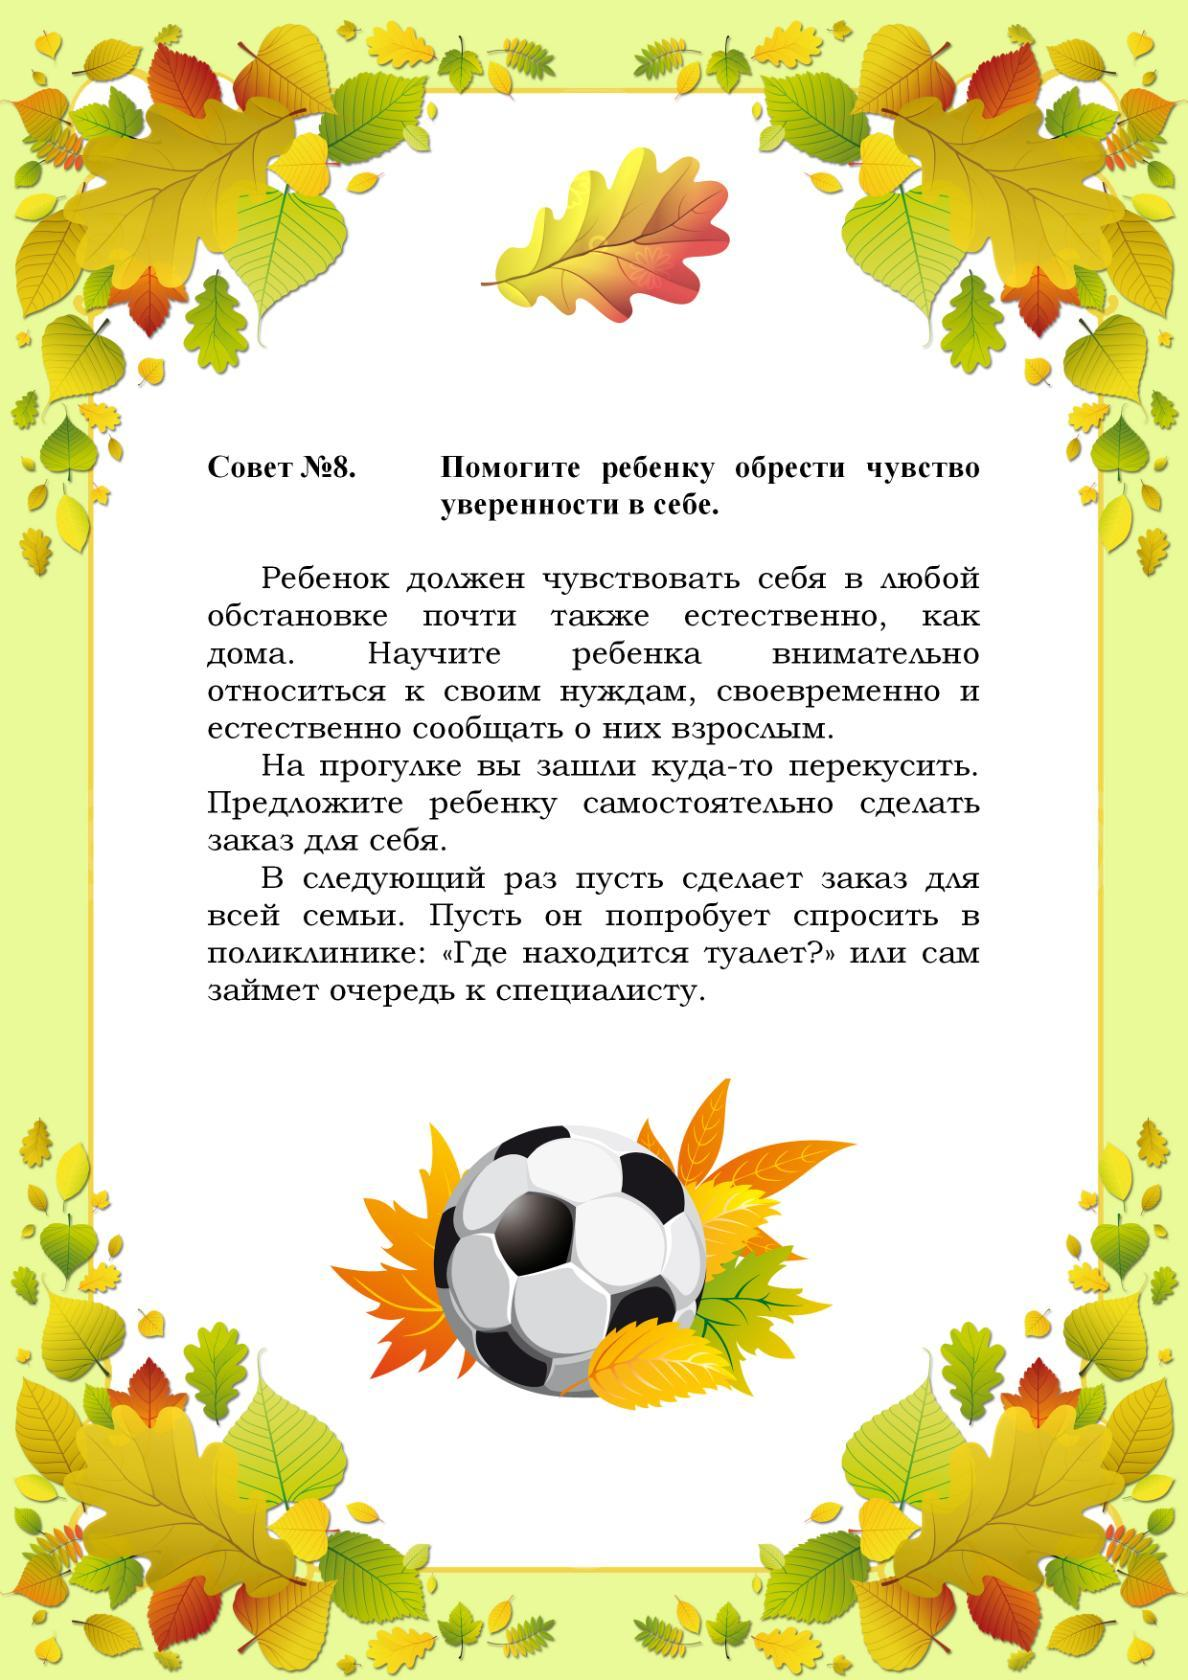 Совет №8. Помогите ребенку обрести чувство
уверенности в себе.
Ребенок должен чувствовать себя в любой
обстановке почти также естественно, как
дома. Научите ребенка внимательно
относиться к своим нуждам, своевременно и
естественно сообщать о них взрослым.
На прогулке вы зашли куда-то перекусить.
Предложите ребенку самостоятельно сделать
заказ для себя.
В следующий раз пусть сделает заказ для
всей семьи. Пусть он попробует спросить в
поликлинике: «Где находится туалет?» или сам
займет очередь к специалисту.